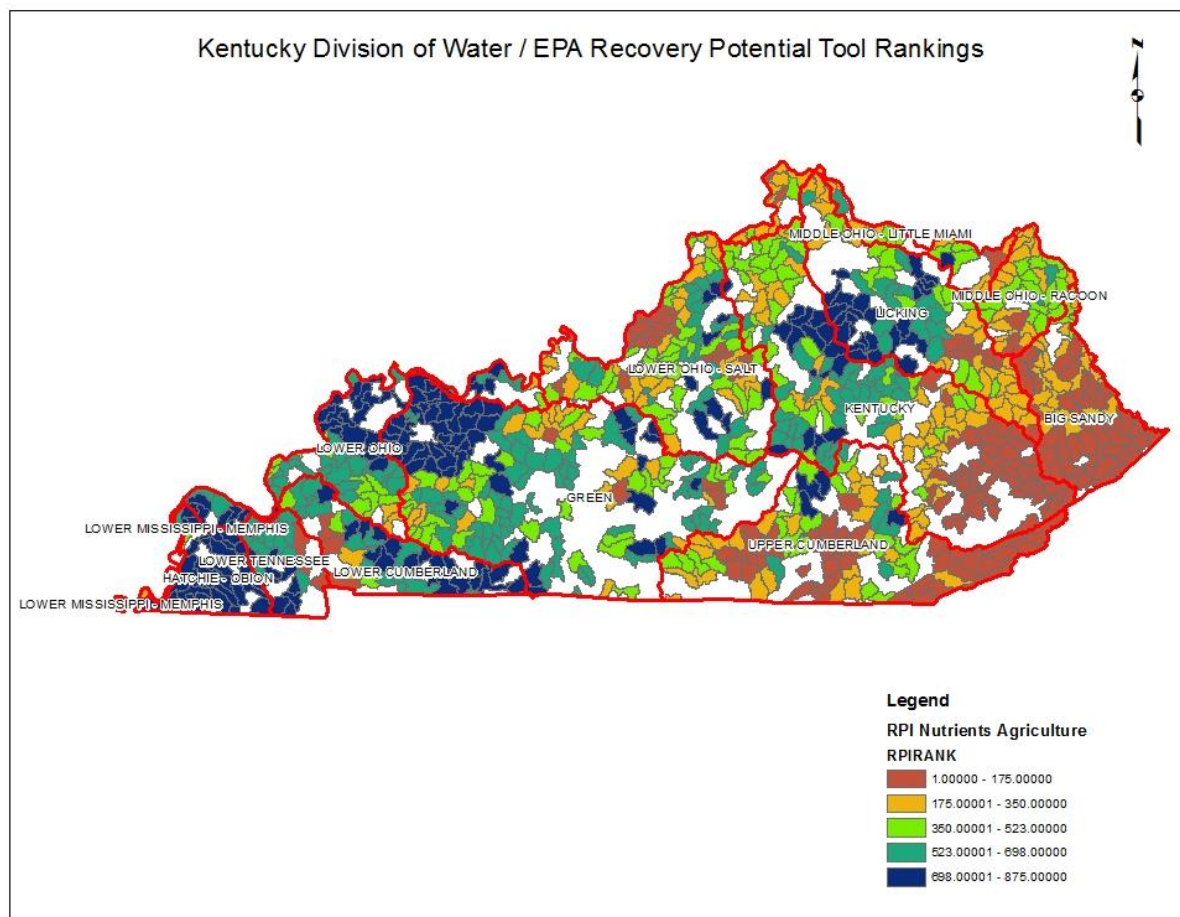 Kentucky Division of Water / EPA Recovery Potential Tool Rankings
N
MIDDLE OHIO - LITTLE MIAMI
MIDDLE OHIO - RACOON
LICKING
LOWER OHIO - SALT
KENTUCKY
BIG SANDY
LOWER OHIO
GREEN
LOWER MISSISSIPPI - MEMPHIS
UPPER CUMBERLAND
LOWER TENNESSEE
LOWER CUMBERLAND
HATCHIE - OBION
LOWER MISSISSIPPI - MEMPHIS
Legend
RPI Nutrients Agriculture
RPIRANK
1.00000 - 175.00000
175.00001 - 350.00000
350.00001 - 523.00000
523.00001 - 698.00000
698.00001 - 875.00000